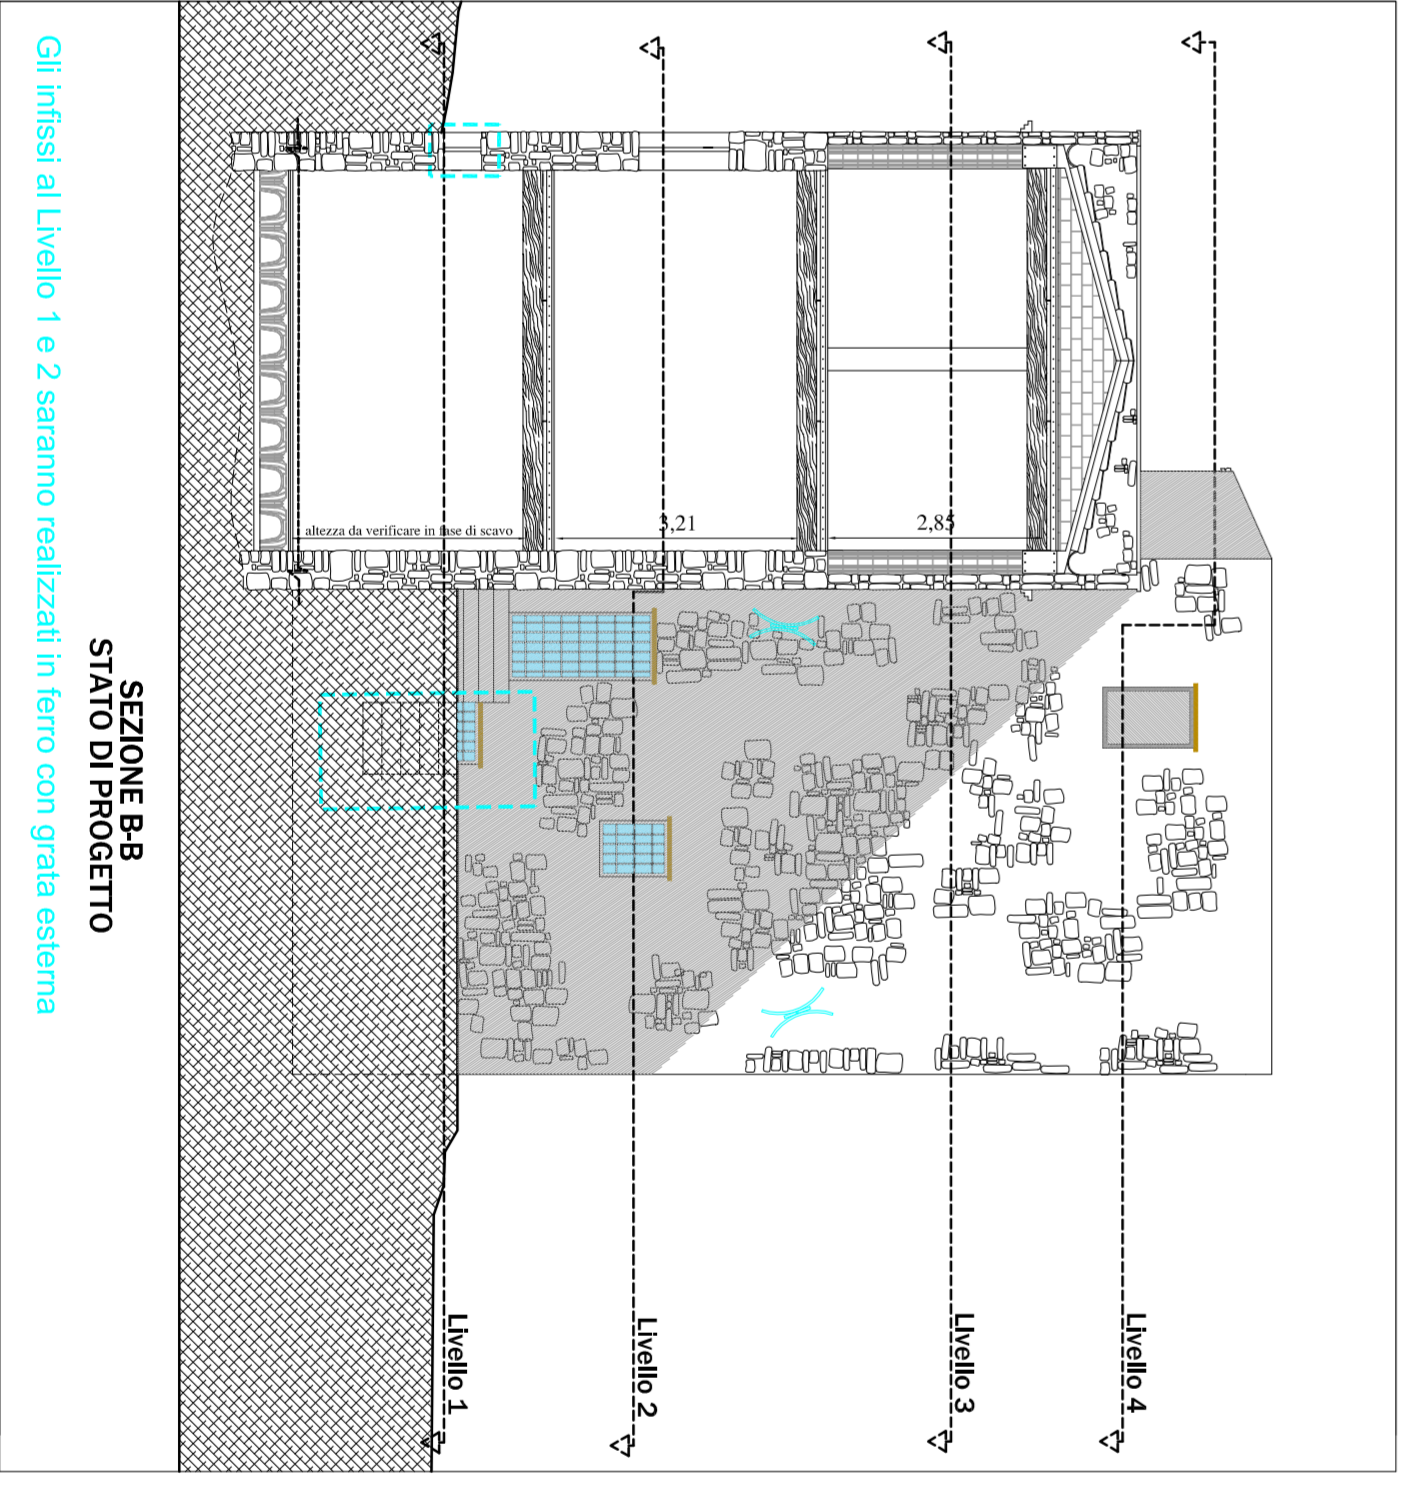 Livello 4
LIvello 3
Livello 2
Livello 1
2,85
3,21
altezza da verificare in fase di scavo
SEZIONE B-B
STATO DI PROGETTO
Gli infissi al Livello 1 e 2 saranno realizzati in ferro con grata esterna